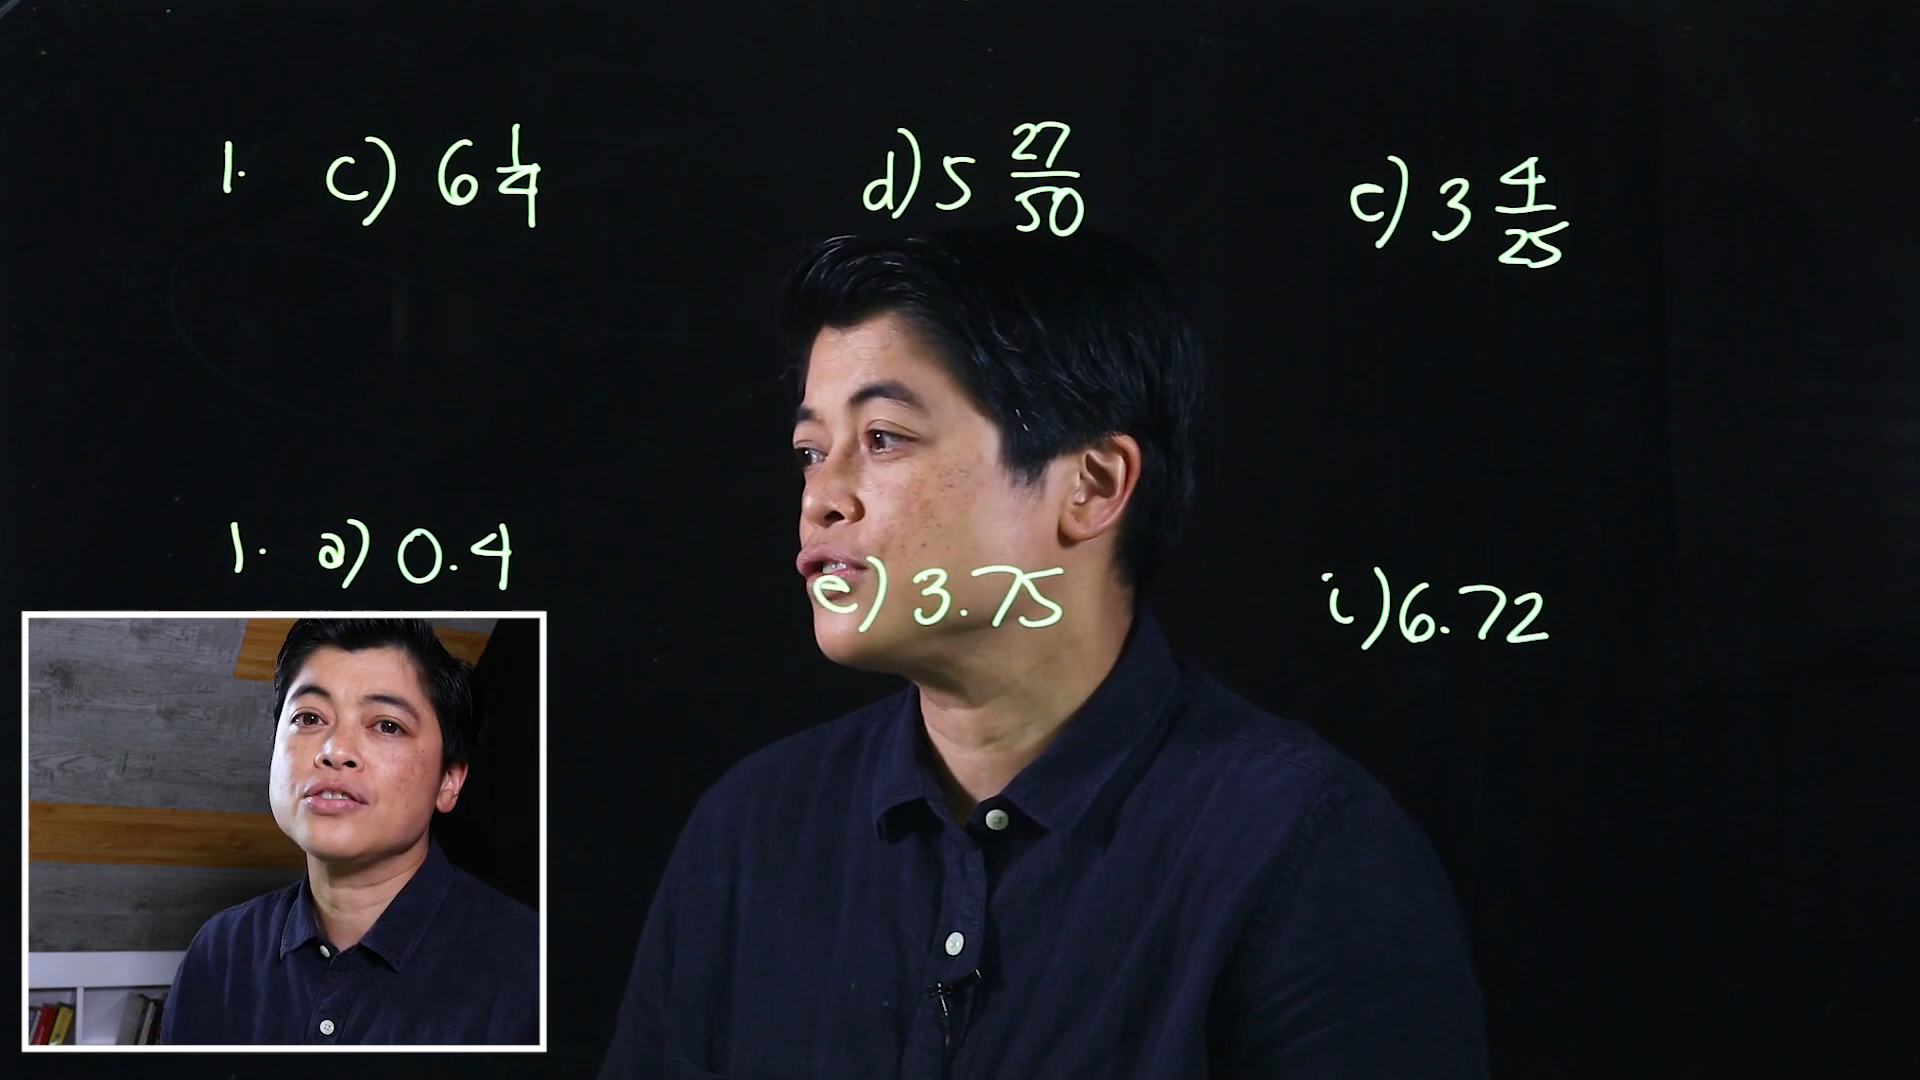 1. c) 6 1/4 d) 5 27/50 c) 3 4/25
1. a) 0.4 e) 3.75 i) 6.72